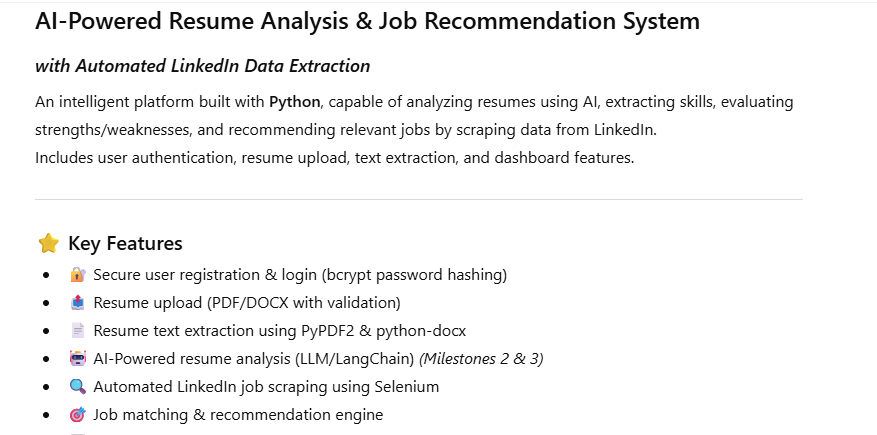 AI-Powered Resume Analysis & Job Recommendation System
with Automated LinkedIn Data Extraction
An intelligent platform built with Python, capable of analyzing resumes using AI, extracting skills, evaluating
strengths/weaknesses, and recommending relevant jobs by scraping data from LinkedIn.
Includes user authentication, resume upload, text extraction, and dashboard features.
⭐ Key Features
• 🔐 Secure user registration & login (bcrypt password hashing)
• 📤 Resume upload (PDF/DOCX with validation)
• 📄 Resume text extraction using PyPDF2 & python-docx
• 🤖 AI-Powered resume analysis (LLM/LangChain) (Milestones 2 & 3)
• 🔍 Automated LinkedIn job scraping using Selenium
• 🎯 Job matching & recommendation engine